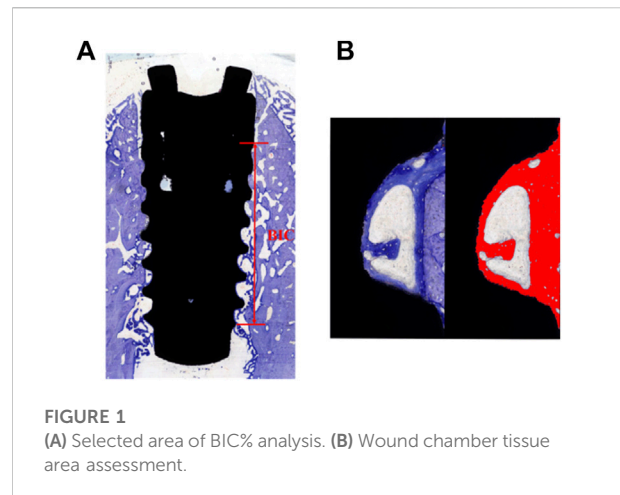 A
B
BIC
FIGURE 1
(A) Selected area of BIC% analysis. (B) Wound chamber tissue
area assessment.